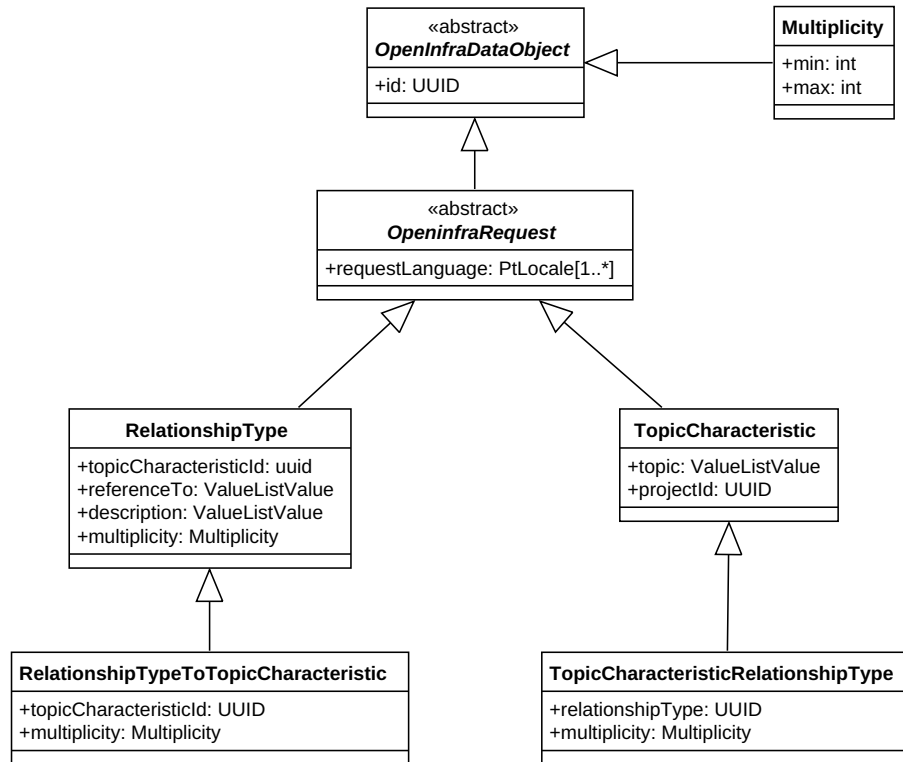 «abstract»
OpenInfraDataObject
+id: UUID
Multiplicity
+min: int
+max: int
«abstract»
OpeninfraRequest
+requestLanguage: PtLocale[1..*]
RelationshipType
+topicCharacteristicId: uuid
+referenceTo: ValueListValue
+description: ValueListValue
+multiplicity: Multiplicity
TopicCharacteristic
+topic: ValueListValue
+projectId: UUID
RelationshipTypeToTopicCharacteristic
+topicCharacteristicId: UUID
+multiplicity: Multiplicity
TopicCharacteristicRelationshipType
+relationshipType: UUID
+multiplicity: Multiplicity